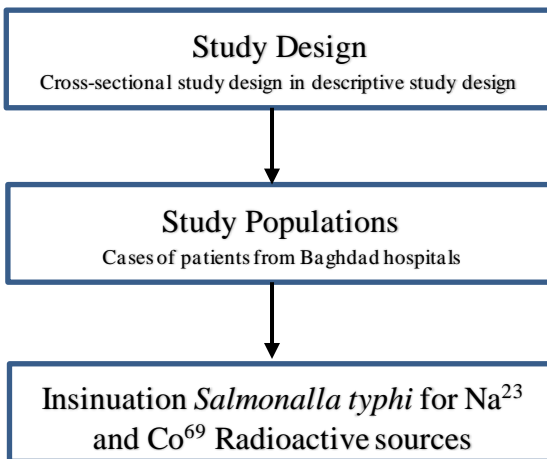 Study Design
Cross-sectional study design in descriptive study design
Study Populations
Cases of patients from Baghdad hospitals
Insinuation Salmonalla typhi for Na²³
and Co⁶⁹ Radioactive sources